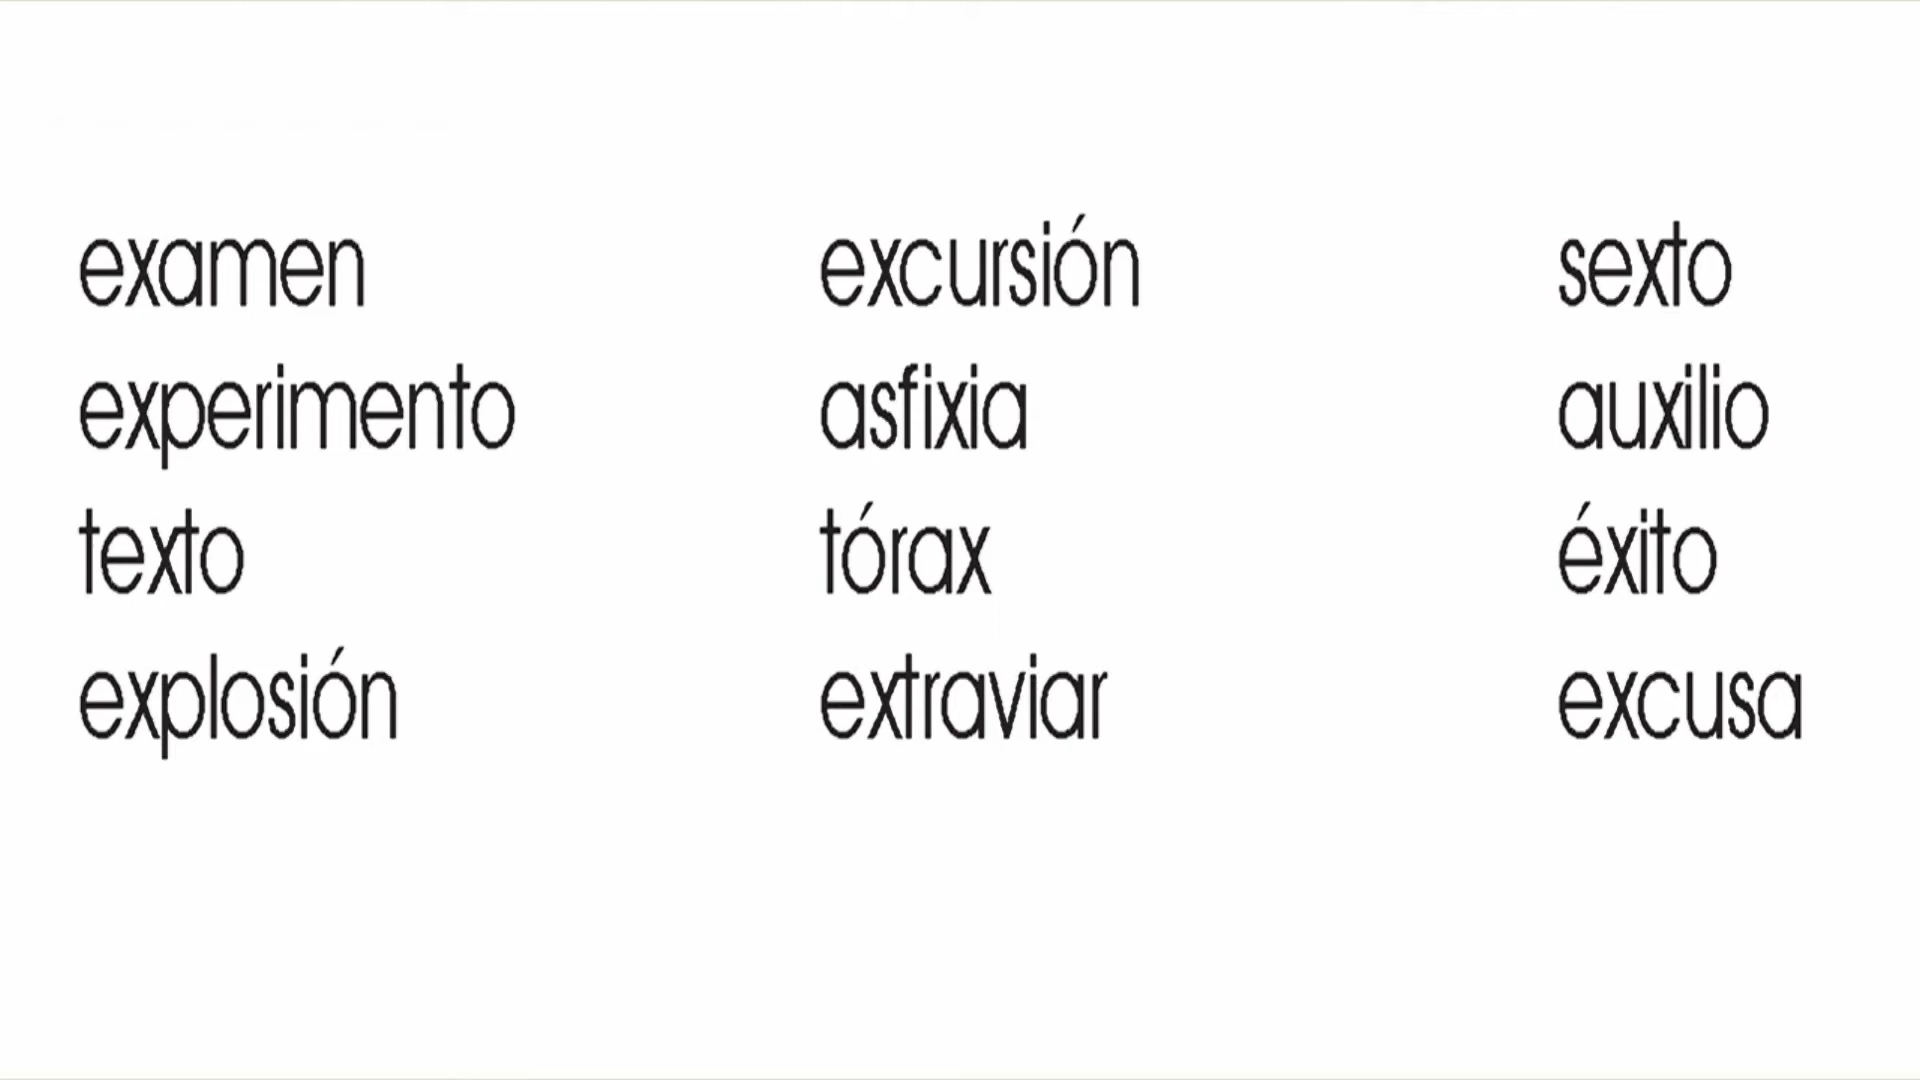 examen excursión sexto
experimento asfixia auxilio
texto tórax éxito
explosión extraviar excusa